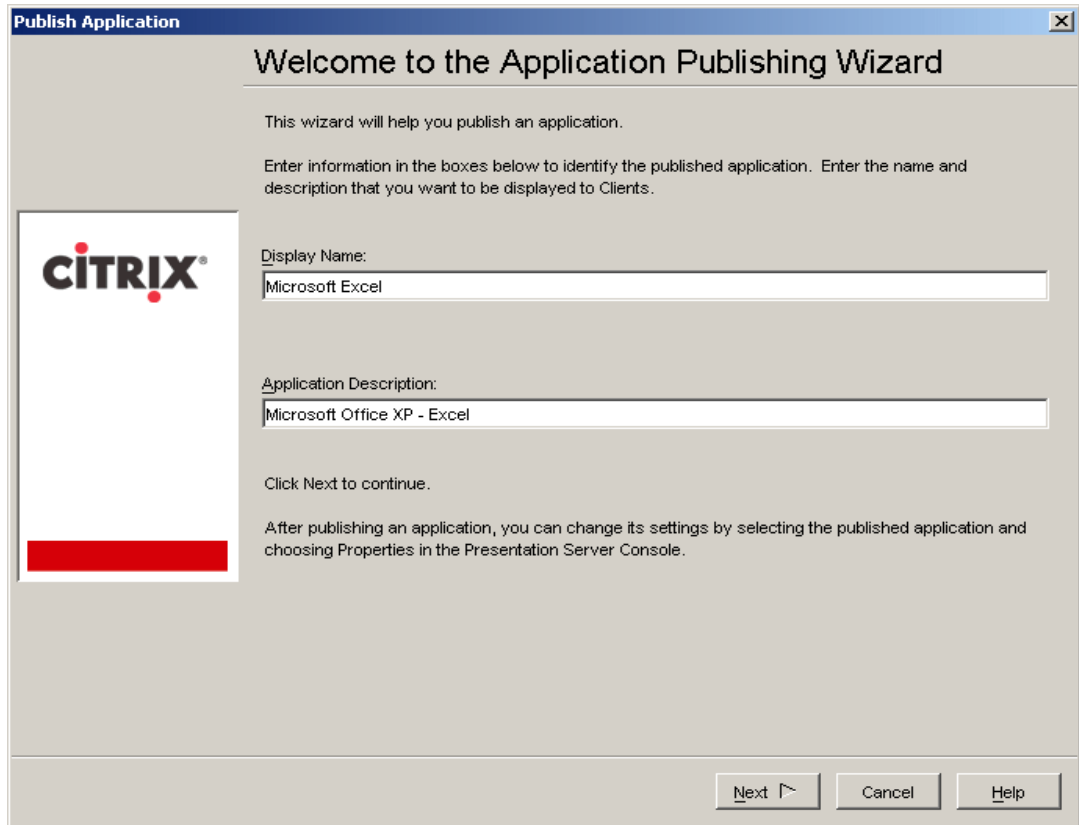 Publish Application
Welcome to the Application Publishing Wizard
This wizard will help you publish an application.
Enter information in the boxes below to identify the published application. Enter the name and
description that you want to be displayed to Clients.
CiTRIX®
Display Name:
Microsoft Excel
Application Description:
Microsoft Office XP - Excel
Click Next to continue.
After publishing an application, you can change its settings by selecting the published application and
choosing Properties in the Presentation Server Console.
Next Cancel Help